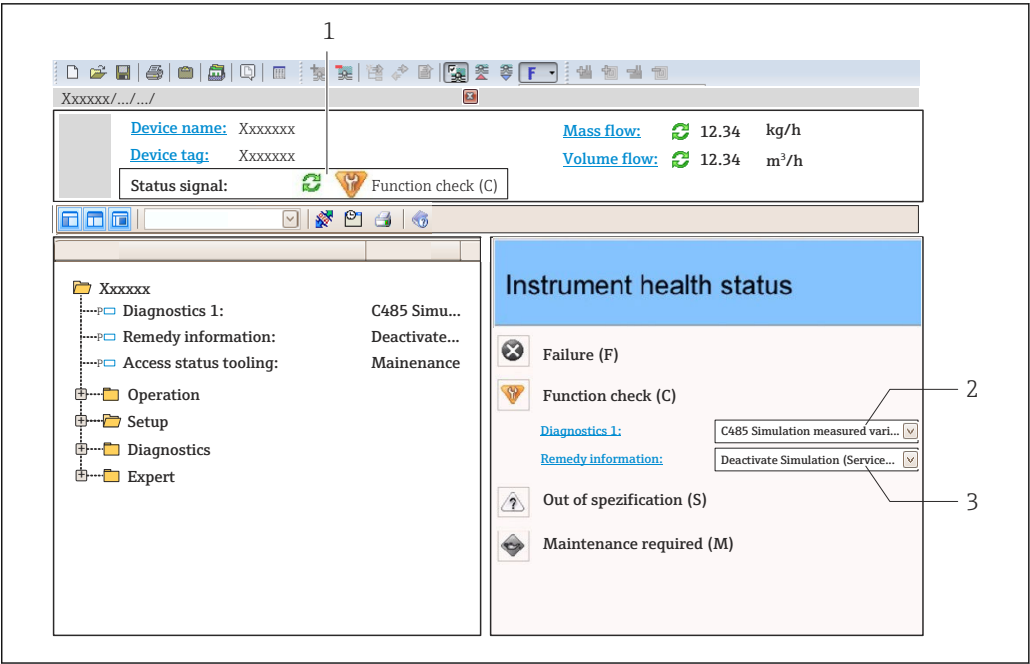 1
F
Xxxxxx/.../.../
Device name: Xxxxxxx
Mass flow: 12.34 kg/h
Device tag: Xxxxxxx
Volume flow: 12.34 m³/h
Status signal: Function check (C)
Xxxxxx
Diagnostics 1: C485 Simu...
Remedy information: Deactivate...
Access status tooling: Mainenance
Operation
Setup
Diagnostics
Expert
Instrument health status
Failure (F)
Function check (C)
Diagnostics 1: C485 Simulation measured vari...
2
Remedy information: Deactivate Simulation (Service...
3
Out of spezification (S)
Maintenance required (M)